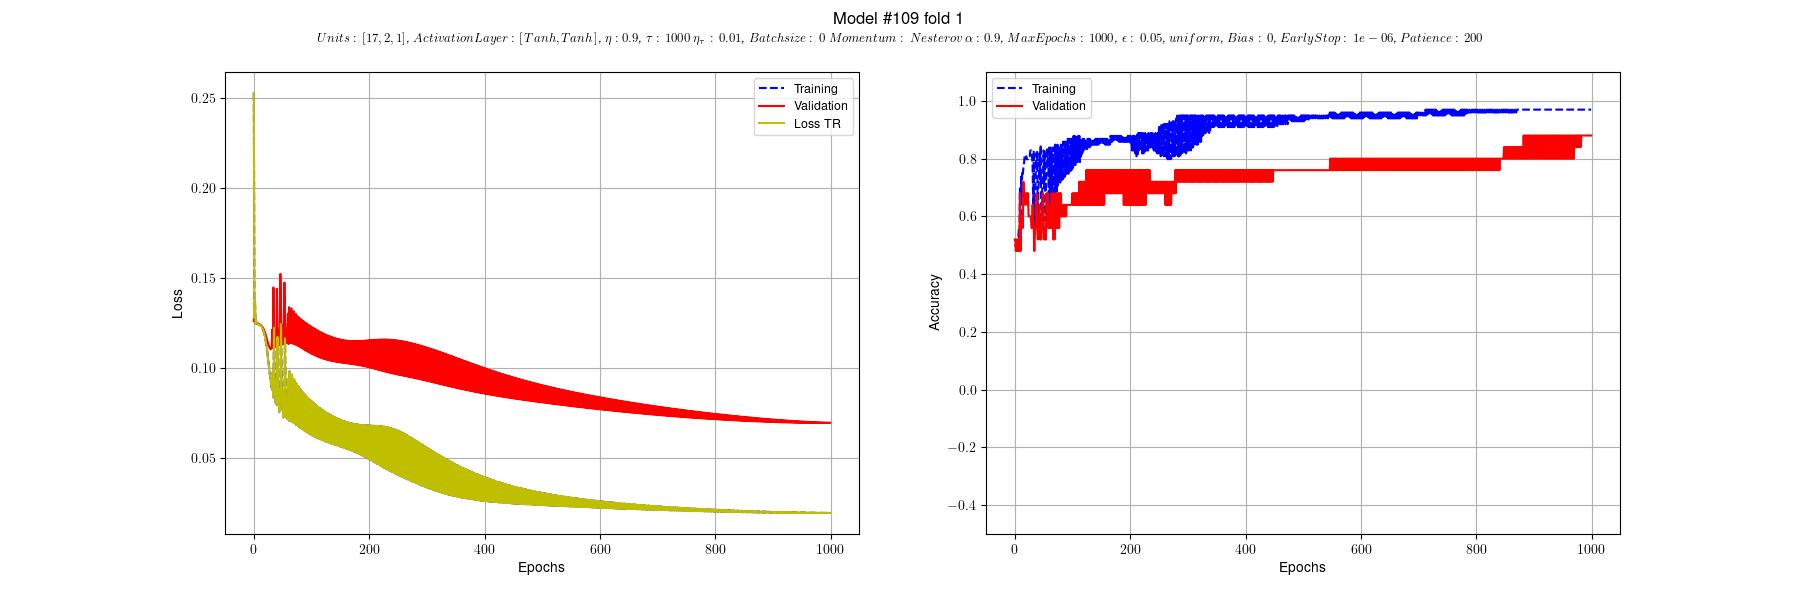 Model #109 fold 1
Units : [17, 2, 1], ActivationLayer : [Tanh, Tanh], η : 0.9, τ : 1000 ητ : 0.01, Batchsize : 0 Momentum : Nesterov α : 0.9, MaxEpochs : 1000, ϵ : 0.05, uniform, Bias : 0, EarlyStop : 1e − 06, Patience : 200
Loss
0.25
0.20
0.15
0.10
0.05
Training
Validation
Loss TR
0 200 400 600 800 1000
Epochs
Accuracy
1.0
0.8
0.6
0.4
0.2
0.0
−0.2
−0.4
Training
Validation
0 200 400 600 800 1000
Epochs